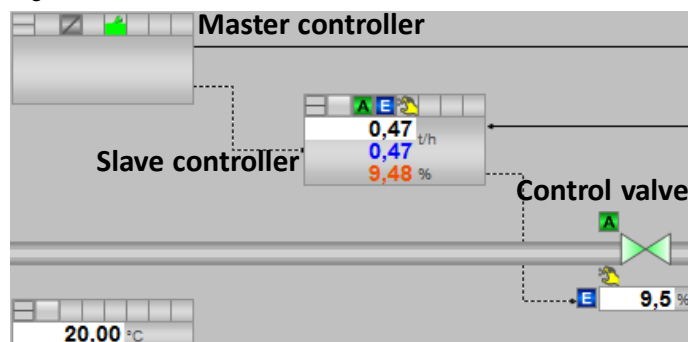 Master controller
A E
0,47 t/h
0,47
9,48 %
Slave controller
Control valve
A
E 9,5 %
20.00 °C